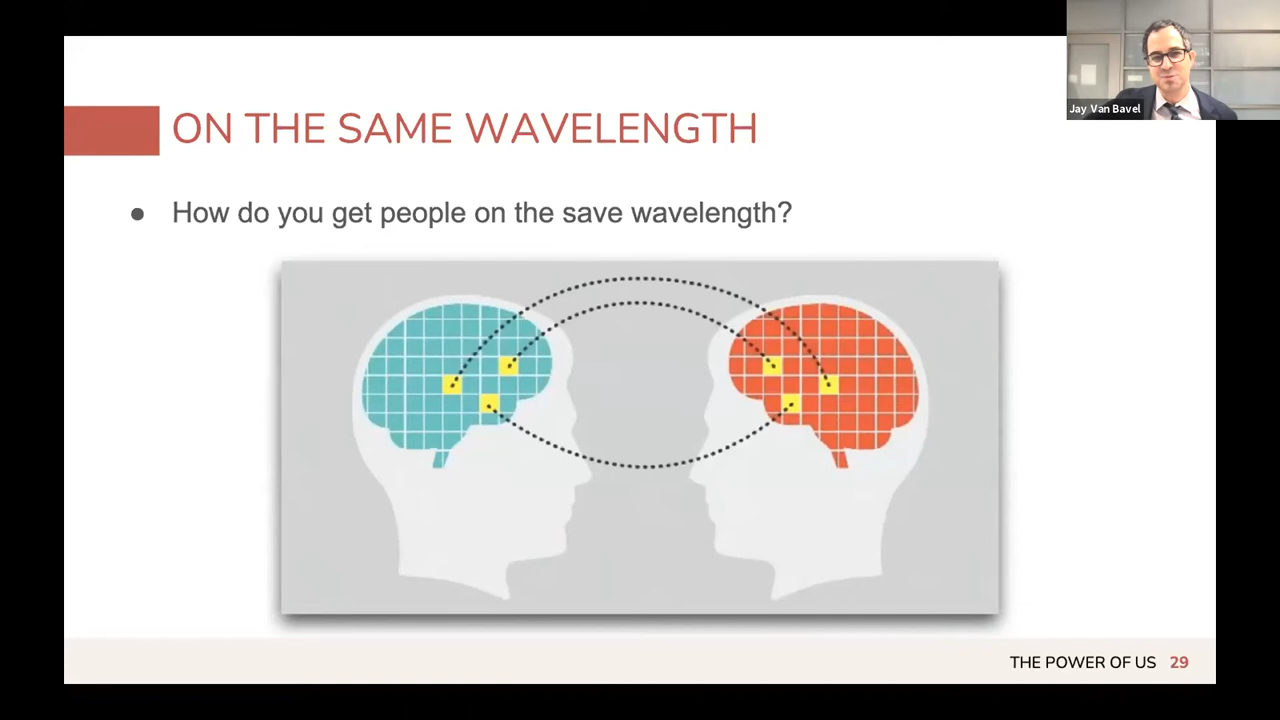 Jay Van Bavel
ON THE SAME WAVELENGTH
● How do you get people on the save wavelength?
THE POWER OF US 29